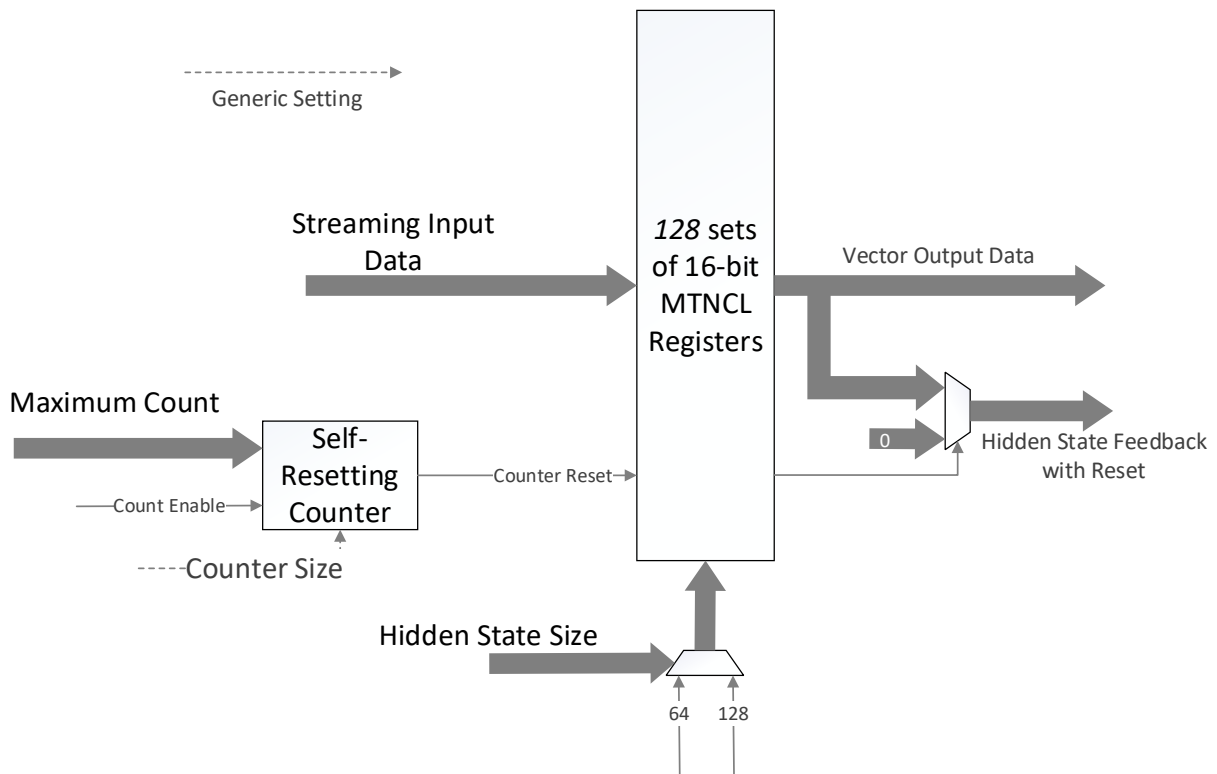 Generic Setting
Streaming Input
Data
128 sets
of 16-bit
MTNCL
Registers
Vector Output Data
Maximum Count
Self-
Resetting
Counter
Counter Reset
0
Hidden State Feedback
with Reset
Count Enable
Counter Size
Hidden State Size
64
128